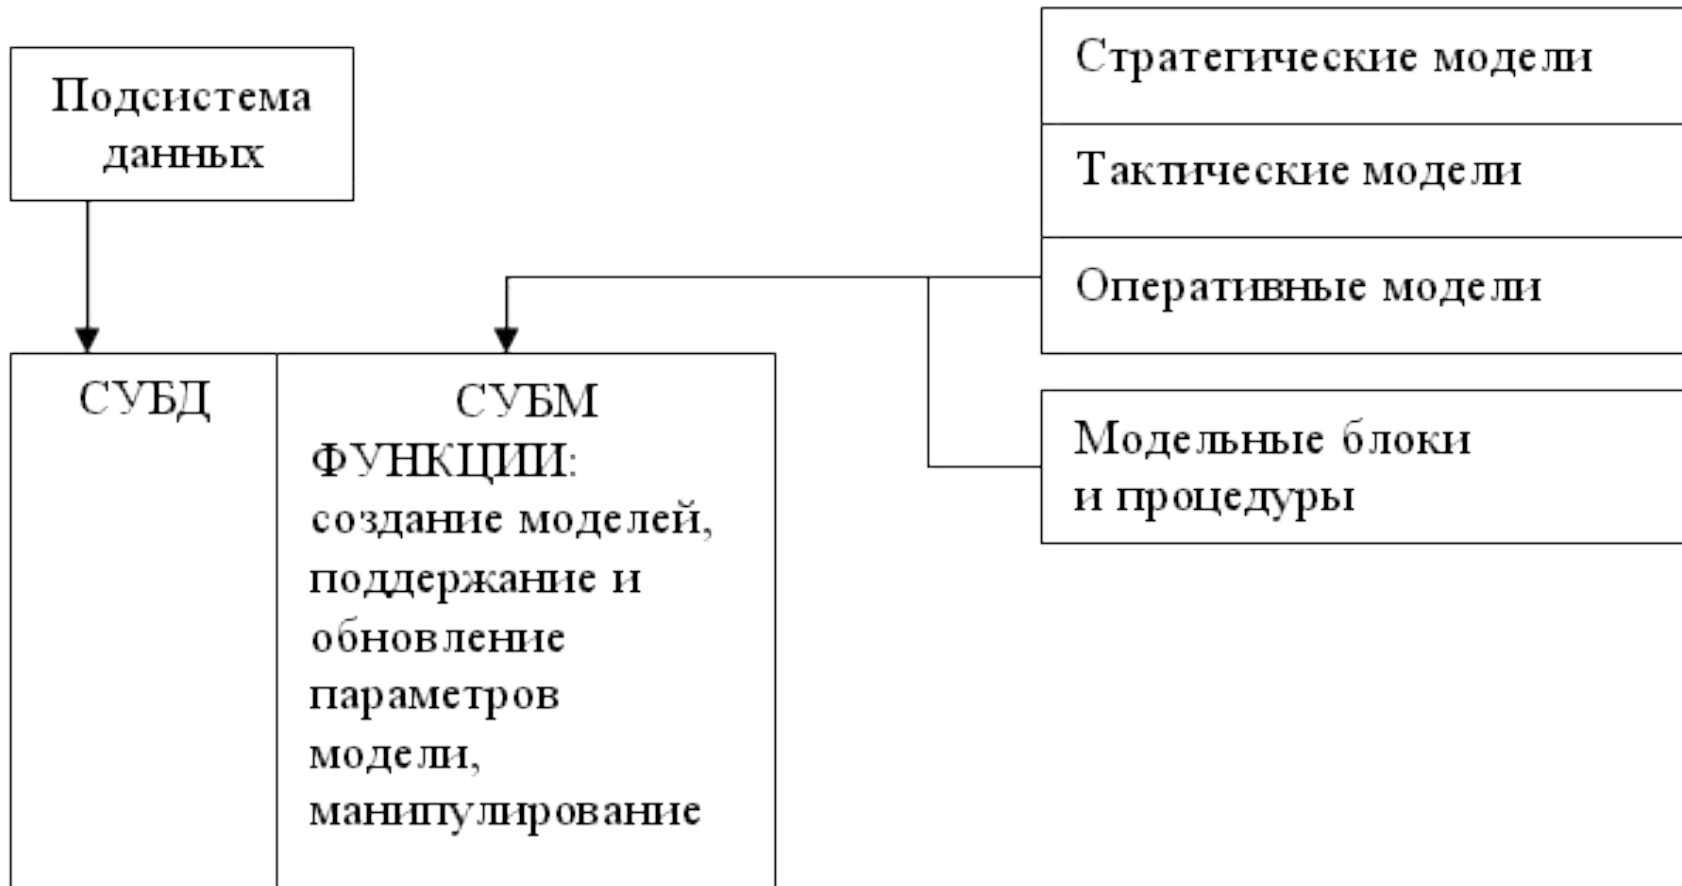 Подсистема
данных
Стратегические модели
Тактические модели
Оперативные модели
Модельные блоки
и процедуры
СУБД
СУБМ
ФУНКЦИИ:
создание моделей,
поддержание и
обновление
параметров
модели,
манипулирование